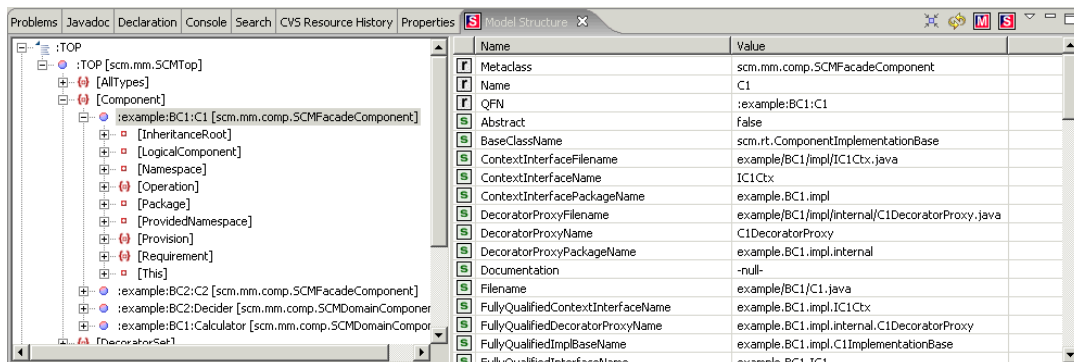 Problems Javadoc Declaration Console Search CVS Resource History Properties S Model Structure M S
:TOP
:TOP [scm.mm.SCMTop]
[AllTypes]
[Component]
:example:BC1:C1 [scm.mm.comp.SCMFacadeComponent]
[InheritanceRoot]
[LogicalComponent]
[Namespace]
[Operation]
[Package]
[ProvidedNamespace]
[Provision]
[Requirement]
[This]
:example:BC2:C2 [scm.mm.comp.SCMFacadeComponent]
:example:BC2:Decider [scm.mm.comp.SCMDomainComponer
:example:BC1:Calculator [scm.mm.comp.SCMDomainCompor
[DecoratorSet]
Name Value
r Metaclass scm.mm.comp.SCMFacadeComponent
r Name C1
r QFN :example:BC1:C1
S Abstract false
S BaseClassName scm.rt.ComponentImplementationBase
S ContextInterfaceFilename example/BC1/impl/IC1Ctx.java
S ContextInterfaceName IC1Ctx
S ContextInterfacePackageName example.BC1.impl
S DecoratorProxyFilename example/BC1/impl/internal/C1DecoratorProxy.java
S DecoratorProxyName C1DecoratorProxy
S DecoratorProxyPackageName example.BC1.impl.internal
S Documentation -null-
S Filename example/BC1/C1.java
S FullyQualifiedContextInterfaceName example.BC1.impl.IC1Ctx
S FullyQualifiedDecoratorProxyName example.BC1.impl.internal.C1DecoratorProxy
S FullyQualifiedImplBaseName example.BC1.impl.C1ImplementationBase
S FullyQualifiedInterfaceName example.BC1.IC1